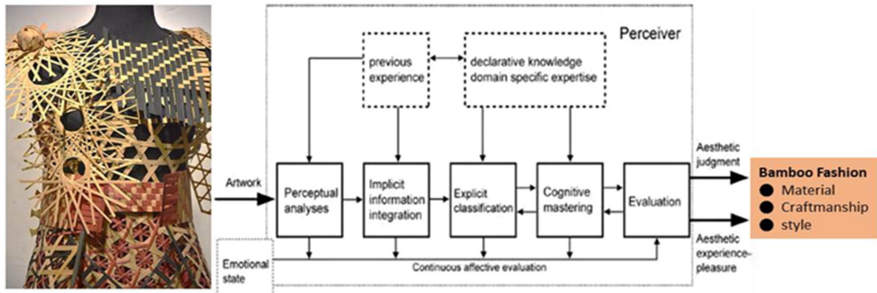 Perceiver
previous
experience
declarative knowledge
domain specific expertise
Artwork
Perceptual
analyses
Implicit
information
integration
Explicit
classification
Cognitive
mastering
Evaluation
Aesthetic
judgment
Aesthetic
experience-
pleasure
Emotional
state
Continuous affective evaluation
Bamboo Fashion
● Material
● Craftmanship
● style